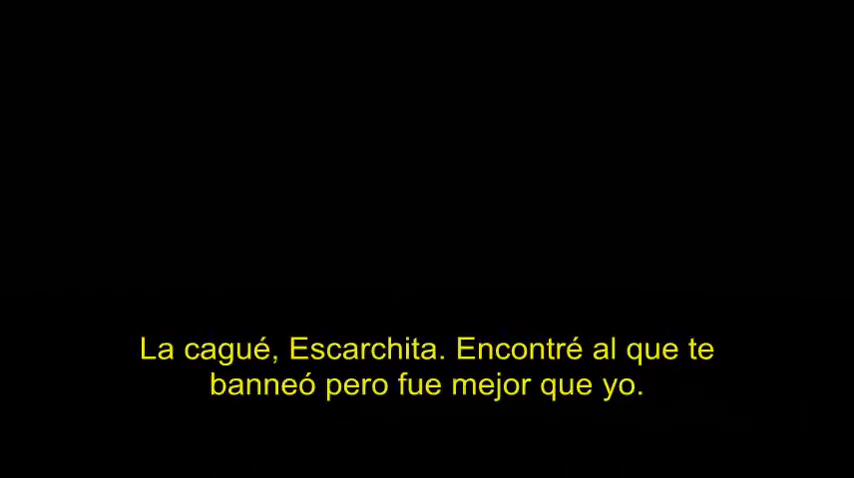 La cagué, Escarchita. Encontré al que te
banneó pero fue mejor que yo.